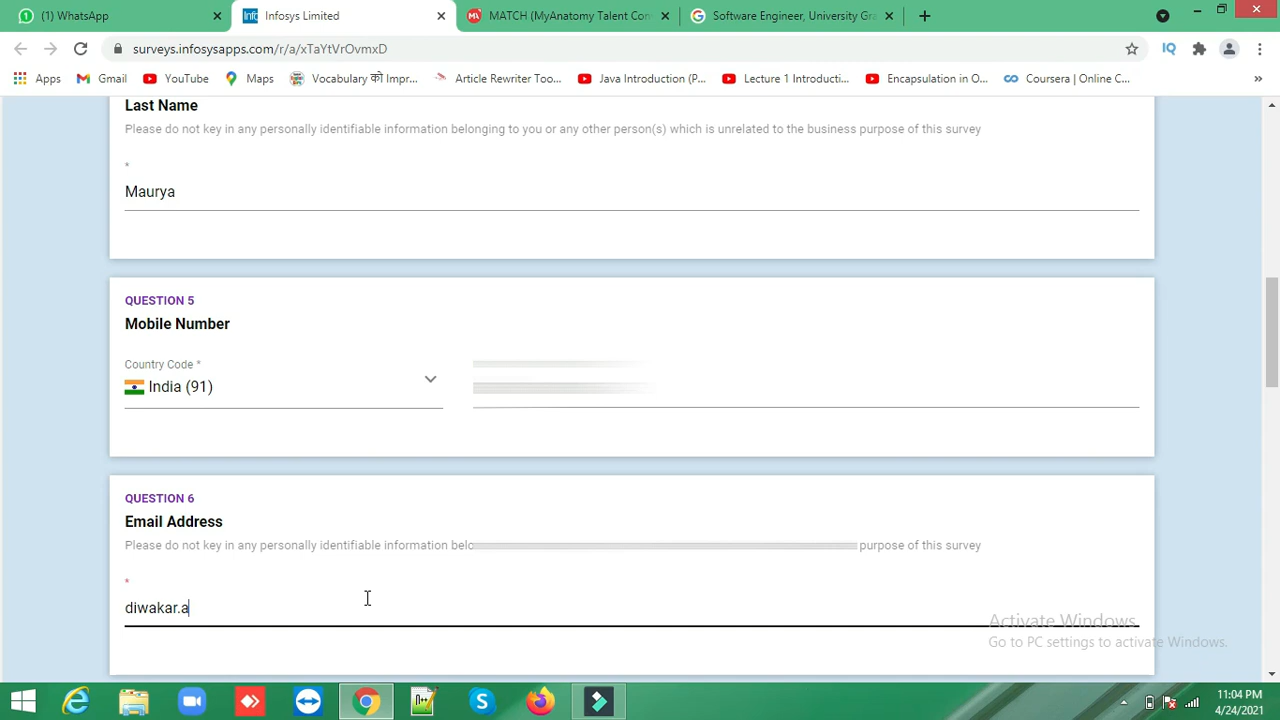 (1) WhatsApp
Infosys Limited
MATCH (MyAnatomy Talent Con
Software Engineer, University Gra
surveys.infosysapps.com/r/a/xTaYtVrOvmxD
Apps
Gmail
YouTube
Maps
Vocabulary को Impr...
Article Rewriter Too...
Java Introduction (P...
Lecture 1 Introducti...
Encapsulation in O...
Coursera | Online C...
»
Last Name
Please do not key in any personally identifiable information belonging to you or any other person(s) which is unrelated to the business purpose of this survey
*
Maurya
QUESTION 5
Mobile Number
Country Code *
India (91)
QUESTION 6
Email Address
Please do not key in any personally identifiable information belo purpose of this survey
*
diwakar.a
Activate Windows
Go to PC settings to activate Windows.
11:04 PM
4/24/2021